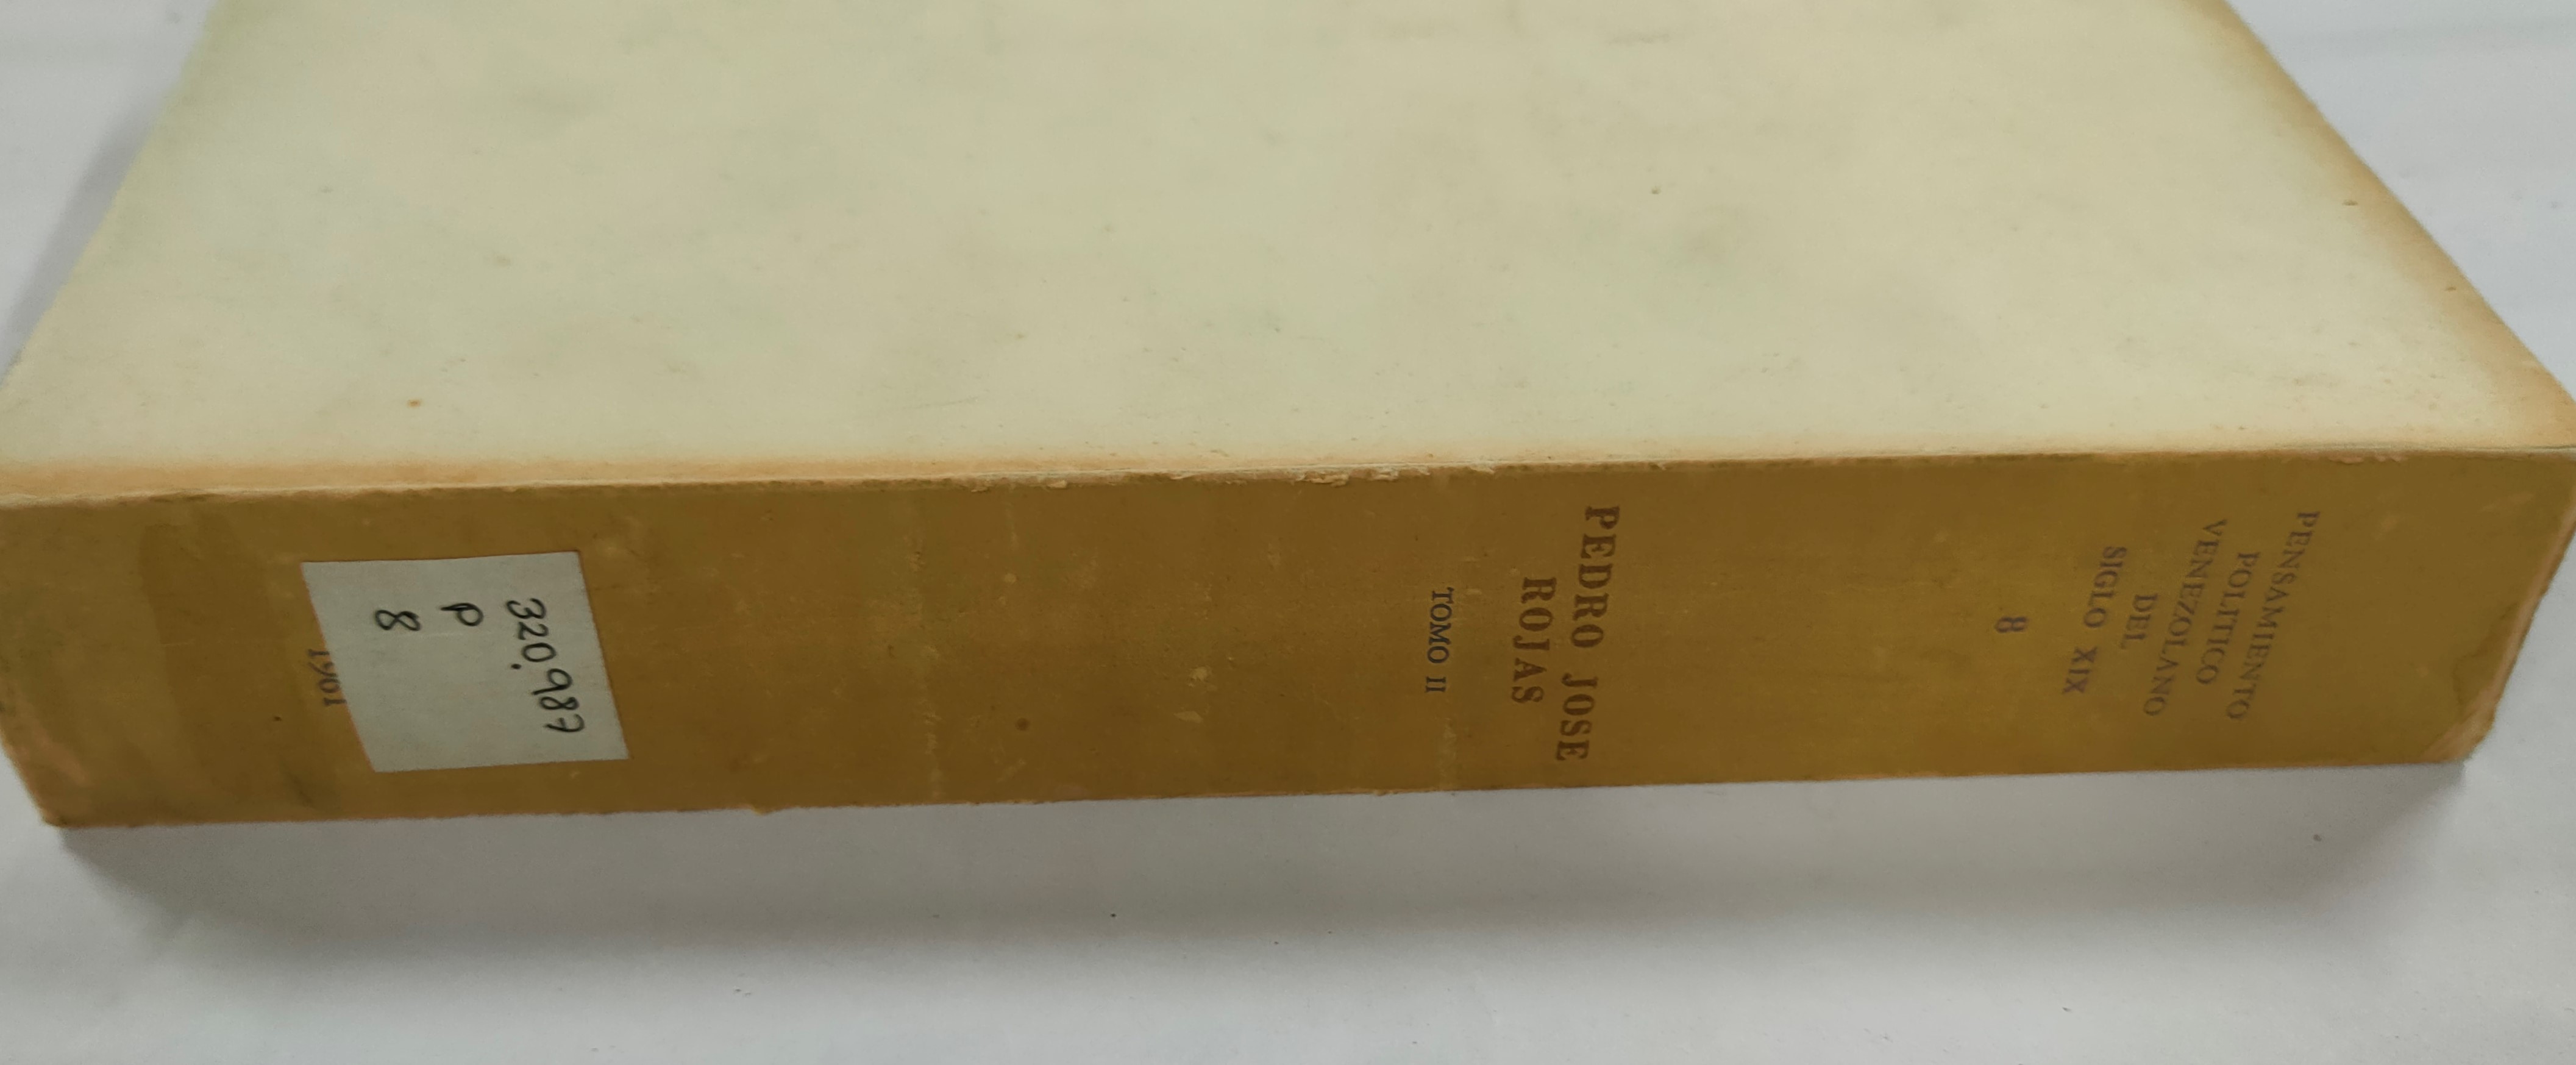 PENSAMIENTO
POLITICO
VENEZOLANO
DEL
SIGLO XIX
8
PEDRO JOSE
ROJAS
TOMO II
320.987
P
8
1961